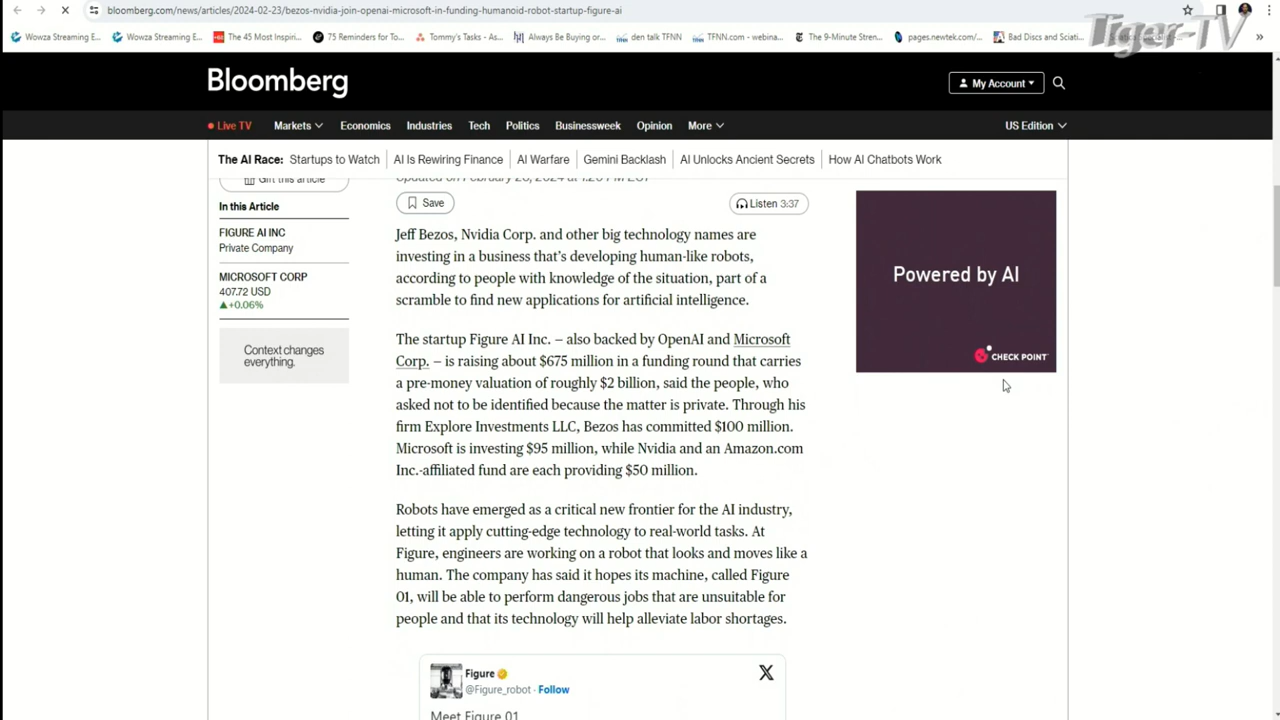 bloomberg.com/news/articles/2024-02-23/bezos-nvidia-join-openai-microsoft-in-funding-humanoid-robot-startup-figure-ai
Wowza Streaming E...
Wowza Streaming E...
The 45 Most Inspiri...
75 Reminders for To...
Tommy's Tasks - As...
Always Be Buying or...
den talk TFNN
TFNN.com - webina...
The 9-Minute Stren...
pages.newtek.com/...
Bad Discs and Sciati...
Tiger-TV
Bloomberg
My Account
Live TV
Markets
Economics
Industries
Tech
Politics
Businessweek
Opinion
More
US Edition
The AI Race: Startups to Watch
AI Is Rewiring Finance
AI Warfare
Gemini Backlash
AI Unlocks Ancient Secrets
How AI Chatbots Work
Gift this article
Save
Listen 3:37
In this Article
FIGURE AI INC
Private Company
MICROSOFT CORP
407.72 USD
▲+0.06%
Context changes
everything.
Jeff Bezos, Nvidia Corp. and other big technology names are
investing in a business that's developing human-like robots,
according to people with knowledge of the situation, part of a
scramble to find new applications for artificial intelligence.
The startup Figure AI Inc. – also backed by OpenAI and Microsoft
Corp. – is raising about $675 million in a funding round that carries
a pre-money valuation of roughly $2 billion, said the people, who
asked not to be identified because the matter is private. Through his
firm Explore Investments LLC, Bezos has committed $100 million.
Microsoft is investing $95 million, while Nvidia and an Amazon.com
Inc.-affiliated fund are each providing $50 million.
Robots have emerged as a critical new frontier for the AI industry,
letting it apply cutting-edge technology to real-world tasks. At
Figure, engineers are working on a robot that looks and moves like a
human. The company has said it hopes its machine, called Figure
01, will be able to perform dangerous jobs that are unsuitable for
people and that its technology will help alleviate labor shortages.
Figure
@Figure_robot · Follow
Meet Figure 01
X
Powered by AI
CHECK POINT